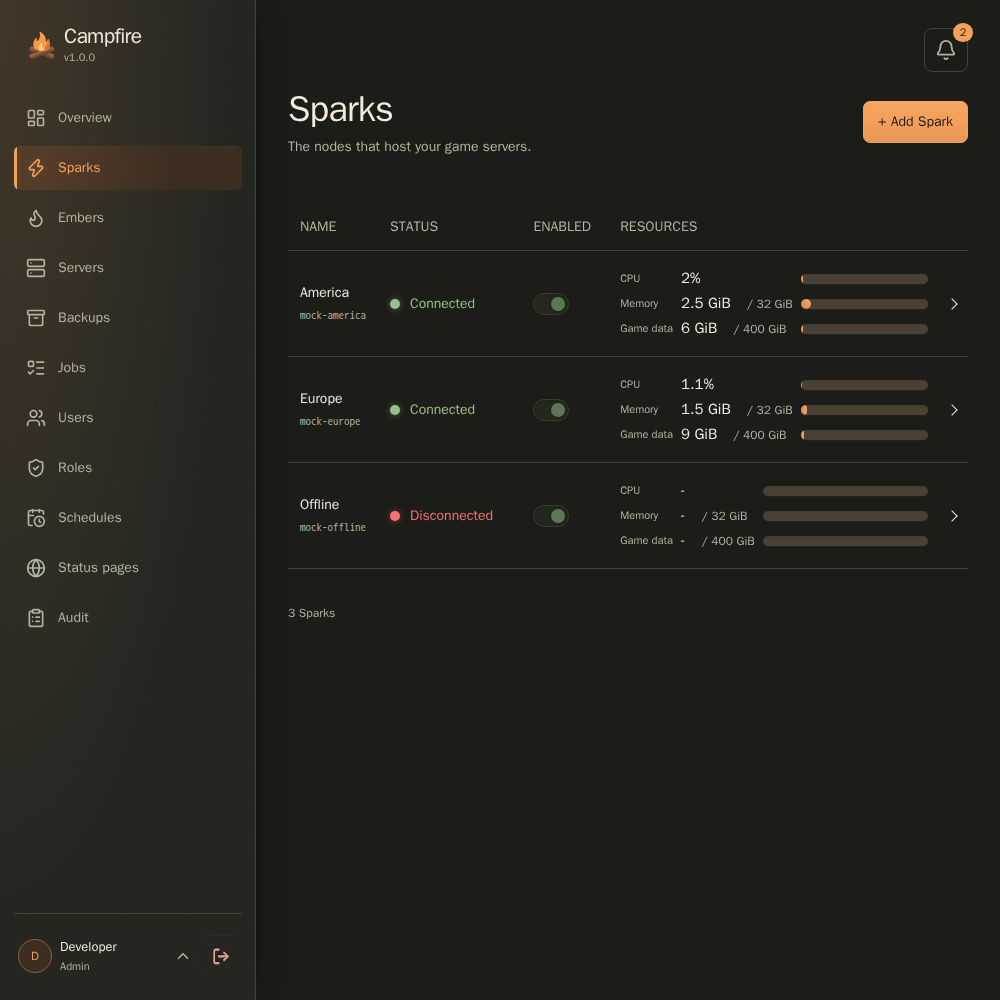 Campfire
v1.0.0
Overview
Sparks
Embers
Servers
Backups
Jobs
Users
Roles
Schedules
Status pages
Audit
D
Developer
Admin
2
Sparks
The nodes that host your game servers.
+ Add Spark
NAME STATUS ENABLED RESOURCES
America
mock-america
Connected
CPU 2%
Memory 2.5 GiB / 32 GiB
Game data 6 GiB / 400 GiB
Europe
mock-europe
Connected
CPU 1.1%
Memory 1.5 GiB / 32 GiB
Game data 9 GiB / 400 GiB
Offline
mock-offline
Disconnected
CPU -
Memory - / 32 GiB
Game data - / 400 GiB
3 Sparks